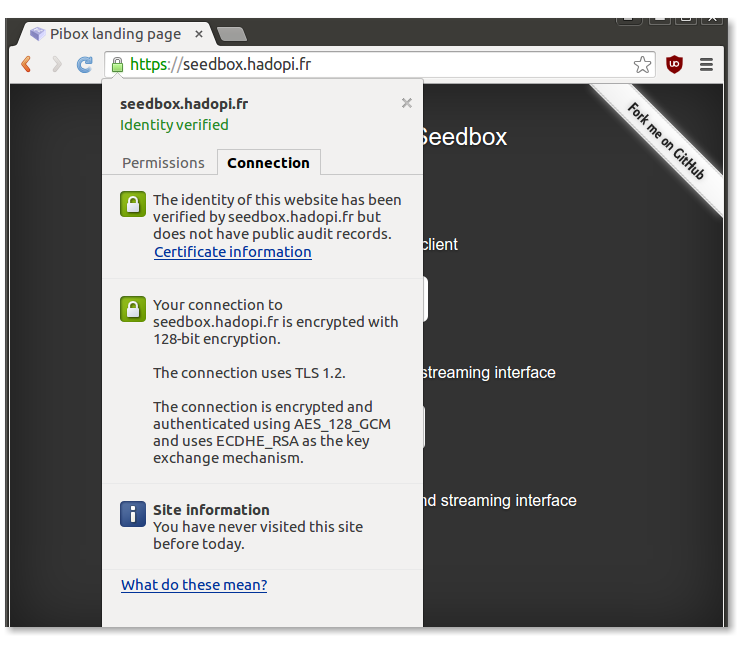 Pibox landing page
https://seedbox.hadopi.fr
seedbox.hadopi.fr
Identity verified
Permissions
Connection
The identity of this website has been
verified by seedbox.hadopi.fr but
does not have public audit records.
Certificate information
Your connection to
seedbox.hadopi.fr is encrypted with
128-bit encryption.
The connection uses TLS 1.2.
The connection is encrypted and
authenticated using AES_128_GCM
and uses ECDHE_RSA as the key
exchange mechanism.
Site information
You have never visited this site
before today.
What do these mean?
Seedbox
Fork me on GitHub
client
streaming interface
streaming interface